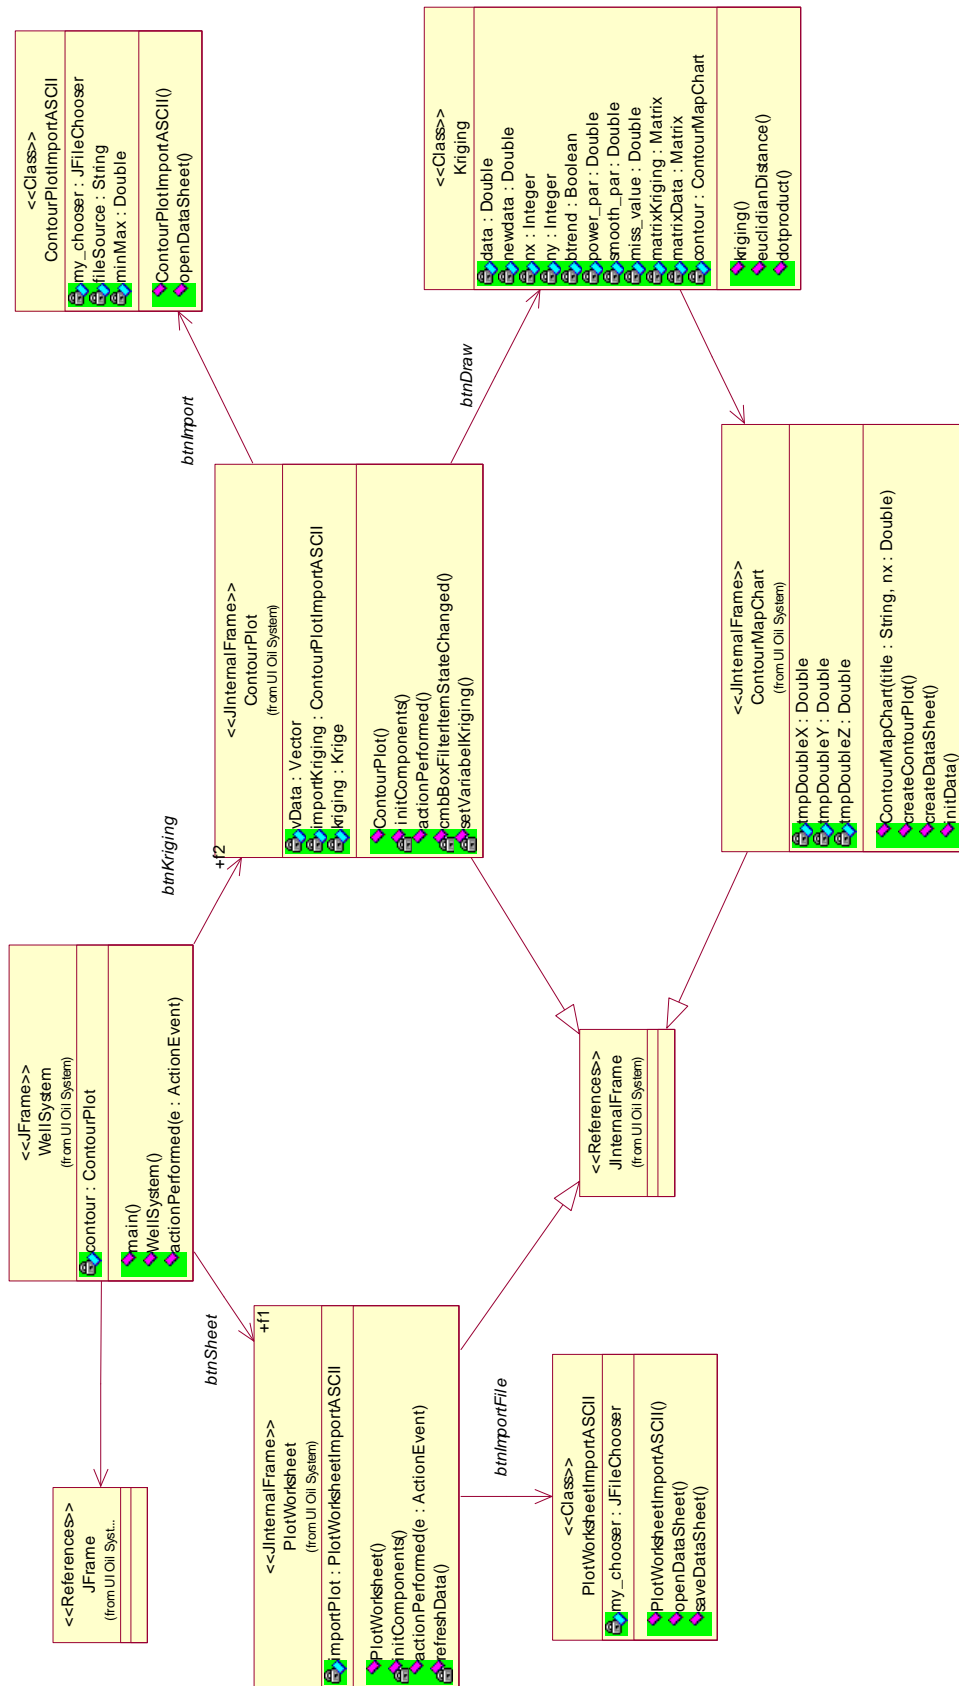 <<References>>
JFrame
(from UI Oil Syst...
<<JFrame>>
WellSystem
(from UI Oil System)
contour : ContourPlot
main()
WellSystem()
actionPerformed(e : ActionEvent)
btnSheet
btnKriging
+f1
<<JInternalFrame>>
PlotWorksheet
(from UI Oil System)
importPlot : PlotWorksheetImportASCII
PlotWorksheet()
initComponents()
actionPerformed(e : ActionEvent)
refreshData()
btnImportFile
<<Class>>
PlotWorksheetImportASCII
my_chooser : JFileChooser
PlotWorksheetImportASCII()
openDataSheet()
saveDataSheet()
<<References>>
JInternalFrame
(from UI Oil System)
+f2
<<JInternalFrame>>
ContourPlot
(from UI Oil System)
vData : Vector
importKriging : ContourPlotImportASCII
kriging : Krige
ContourPlot()
initComponents()
actionPerformed()
cmbBoxFilterItemStateChanged()
setVariabelKriging()
btnImport
btnDraw
<<Class>>
ContourPlotImportASCII
my_chooser : JFileChooser
fileSource : String
minMax : Double
ContourPlotImportASCII()
openDataSheet()
<<Class>>
Kriging
data : Double
newdata : Double
nx : Integer
ny : Integer
btrend : Boolean
power_par : Double
smooth_par : Double
miss_value : Double
matrixKriging : Matrix
matrixData : Matrix
contour : ContourMapChart
kriging()
euclidianDistance()
dotproduct()
<<JInternalFrame>>
ContourMapChart
(from UI Oil System)
tmpDoubleX : Double
tmpDoubleY : Double
tmpDoubleZ : Double
ContourMapChart(title : String, nx : Double)
createContourPlot()
createDataSheet()
initData()